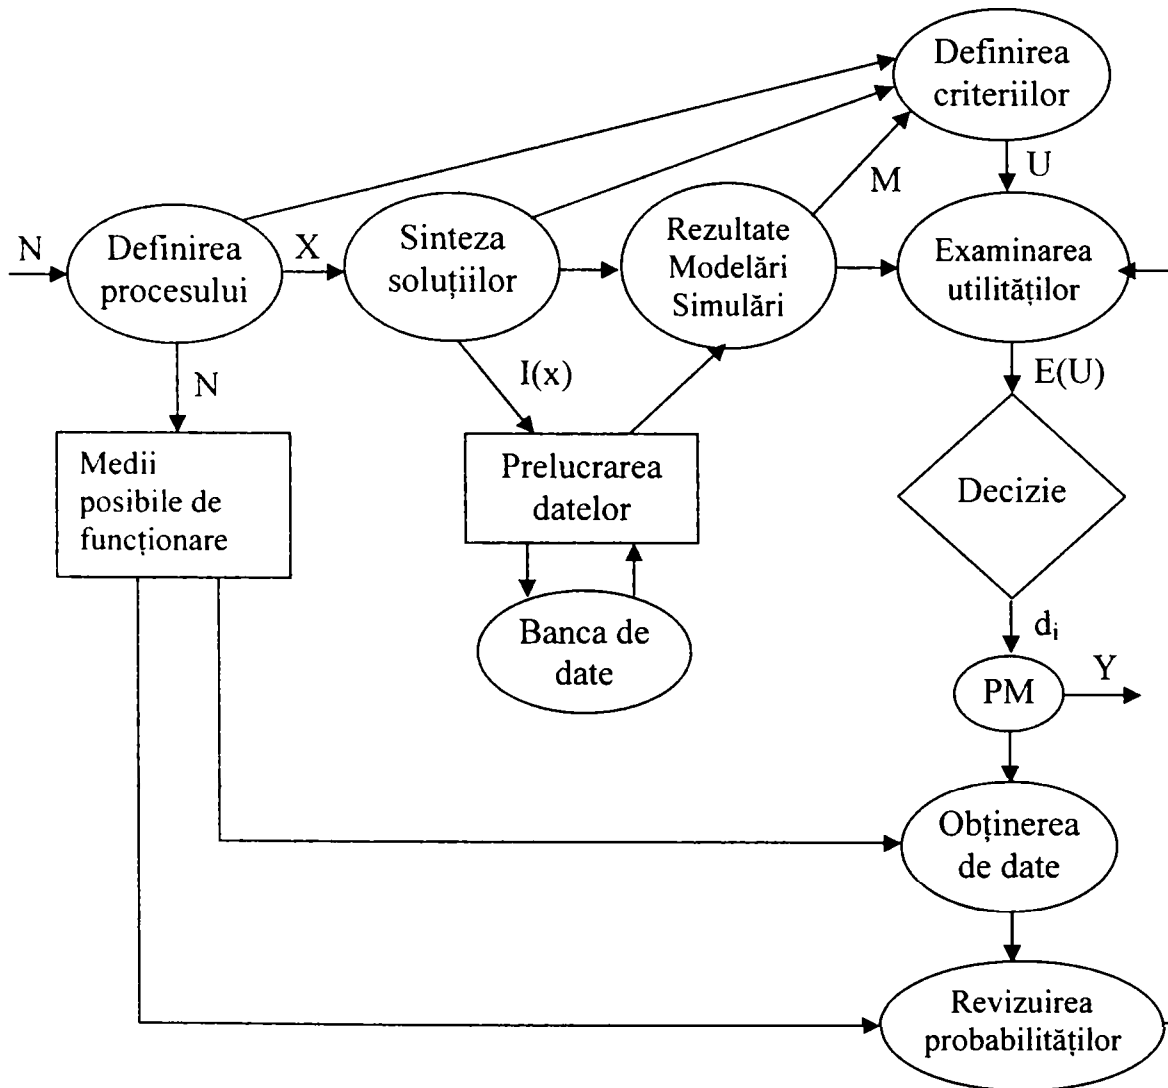 Definirea
criteriilor
M
U
N
Definirea
procesului
X
Sinteza
soluțiilor
Rezultate
Modelări
Simulări
Examinarea
utilităților
N
I(x)
E(U)
Medii
posibile de
funcționare
Prelucrarea
datelor
Decizie
Banca de
date
di
PM
Y
Obținerea
de date
Revizuirea
probabilităților